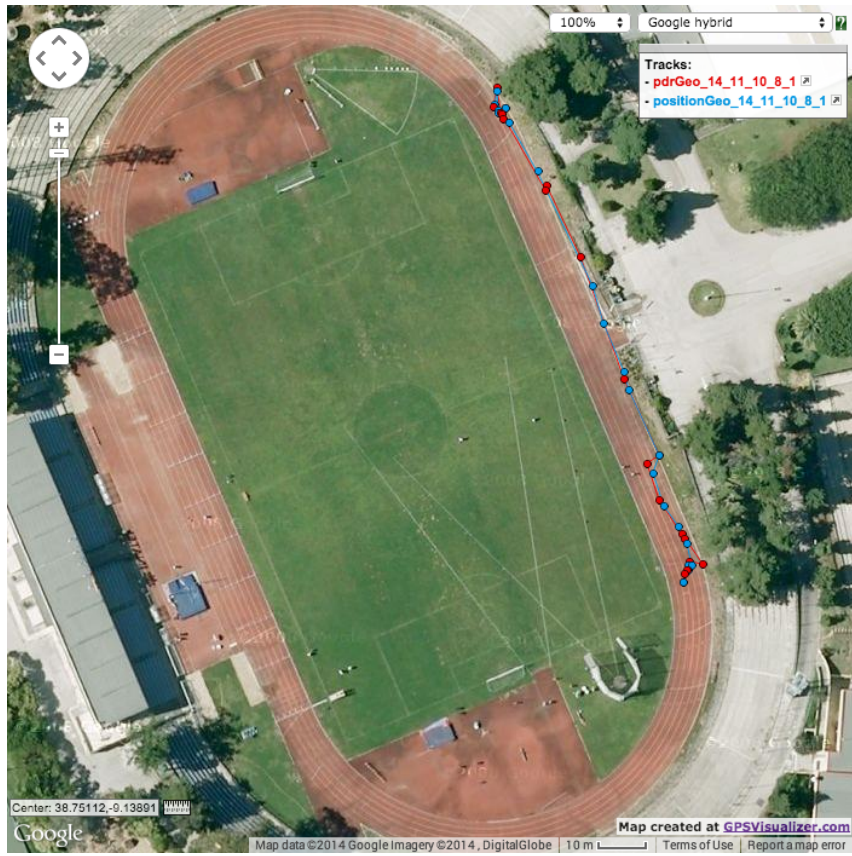 100%
Google hybrid
?
Tracks:
- pdrGeo_14_11_10_8_1
- positionGeo_14_11_10_8_1
Center: 38.75112,-9.13891
Google
Map created at GPSVisualizer.com
Map data ©2014 Google Imagery ©2014 , DigitalGlobe
10 m
Terms of Use
Report a map error